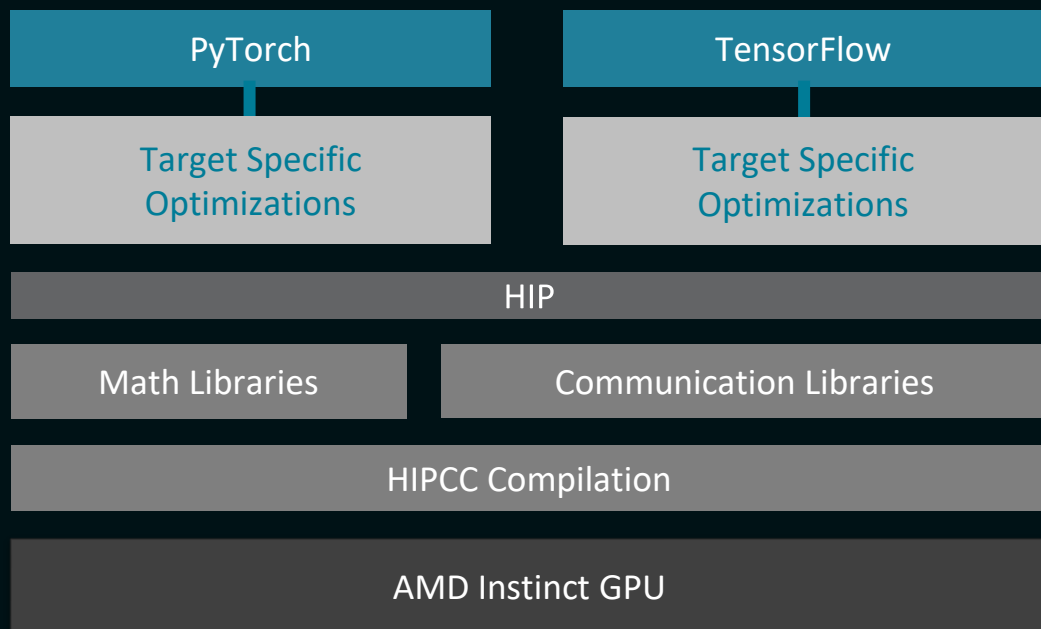 PyTorch
TensorFlow
Target Specific
Optimizations
Target Specific
Optimizations
HIP
Math Libraries
Communication Libraries
HIPCC Compilation
AMD Instinct GPU